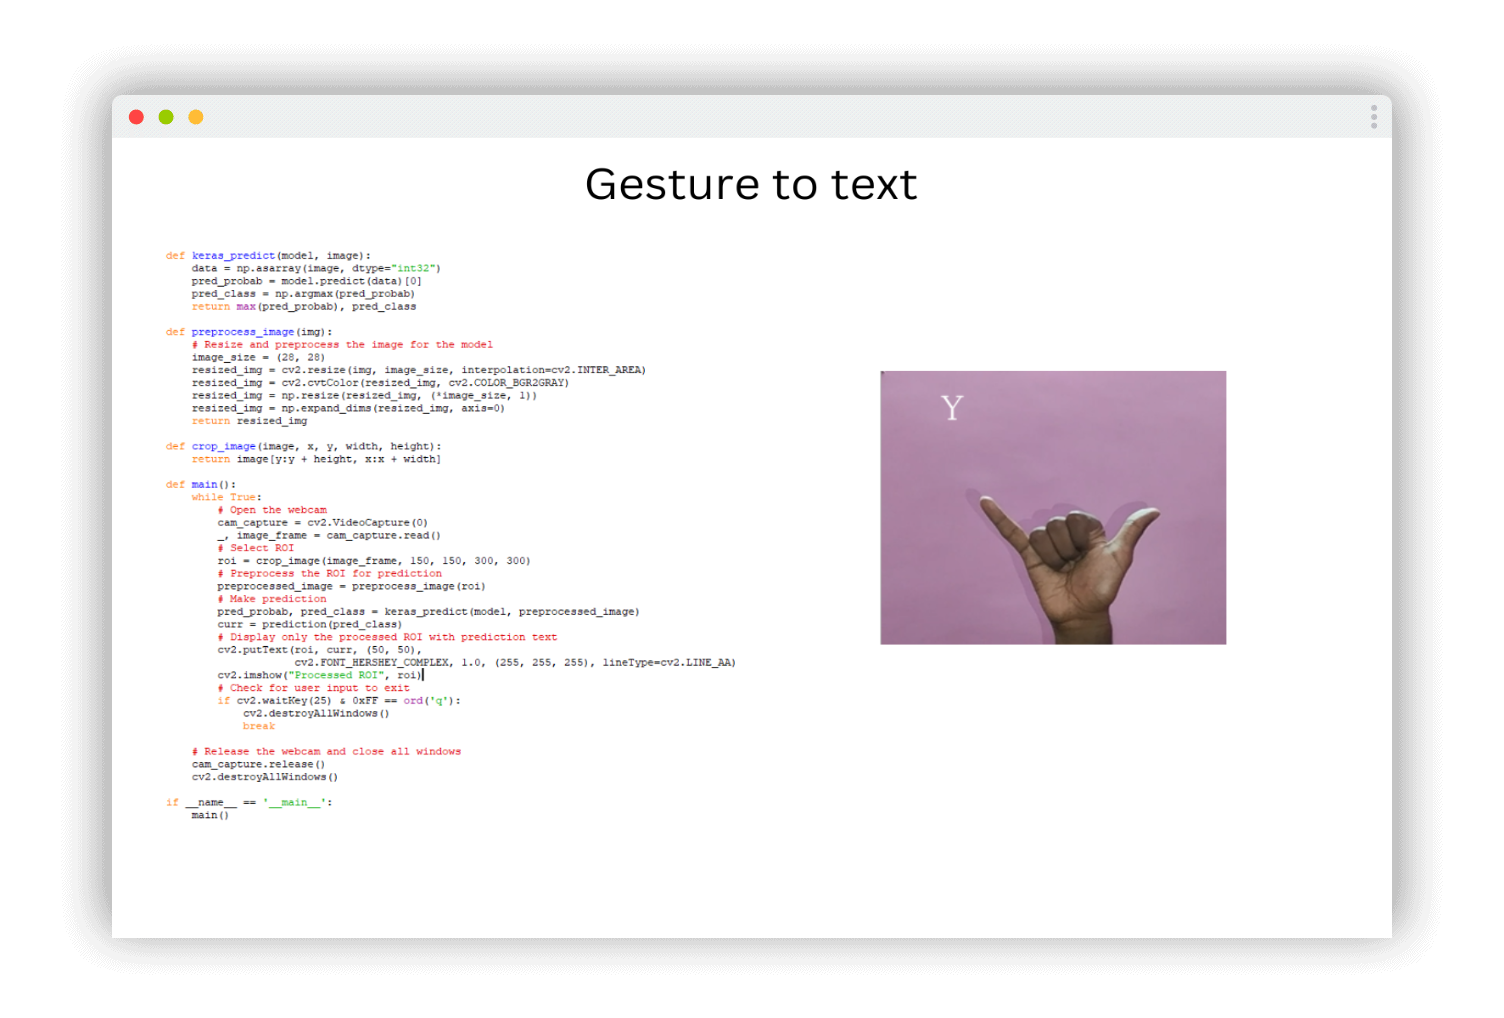 Gesture to text
def keras_predict(model, image):
    data = np.asarray(image, dtype="int32")
    pred_probab = model.predict(data)[0]
    pred_class = np.argmax(pred_probab)
    return max(pred_probab), pred_class
def preprocess_image(img):
    # Resize and preprocess the image for the model
    image_size = (28, 28)
    resized_img = cv2.resize(img, image_size, interpolation=cv2.INTER_AREA)
    resized_img = cv2.cvtColor(resized_img, cv2.COLOR_BGR2GRAY)
    resized_img = np.resize(resized_img, (*image_size, 1))
    resized_img = np.expand_dims(resized_img, axis=0)
    return resized_img
def crop_image(image, x, y, width, height):
    return image[y:y + height, x:x + width]
def main():
    while True:
        # Open the webcam
        cam_capture = cv2.VideoCapture(0)
        _, image_frame = cam_capture.read()
        # Select ROI
        roi = crop_image(image_frame, 150, 150, 300, 300)
        # Preprocess the ROI for prediction
        preprocessed_image = preprocess_image(roi)
        # Make prediction
        pred_probab, pred_class = keras_predict(model, preprocessed_image)
        curr = prediction(pred_class)
        # Display only the processed ROI with prediction text
        cv2.putText(roi, curr, (50, 50),
                    cv2.FONT_HERSHEY_COMPLEX, 1.0, (255, 255, 255), lineType=cv2.LINE_AA)
        cv2.imshow("Processed ROI", roi)
        # Check for user input to exit
        if cv2.waitKey(25) & 0xFF == ord('q'):
            cv2.destroyAllWindows()
            break
    # Release the webcam and close all windows
    cam_capture.release()
    cv2.destroyAllWindows()
if __name__ == '__main__':
    main()
Y